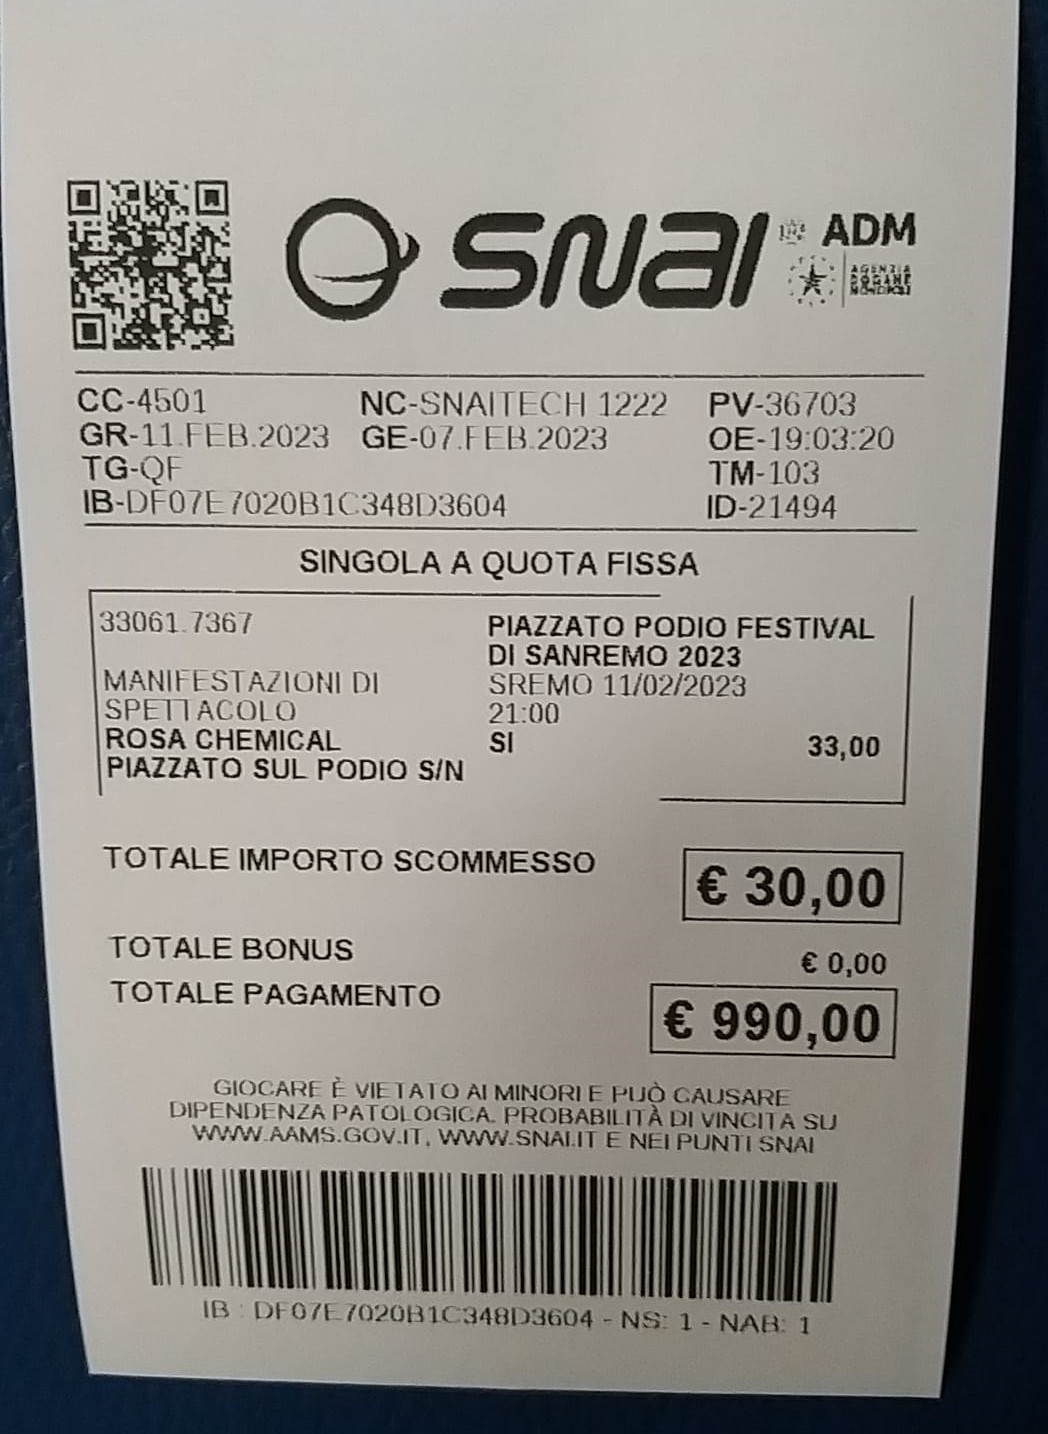 snai ADM
AGENZIA
DOGANE
MONOPOLI
CC-4501 NC-SNAITECH 1222 PV-36703
GR-11.FEB.2023 GE-07.FEB.2023 OE-19:03:20
TG-QF TM-103
IB-DF07E7020B1C348D3604 ID-21494
SINGOLA A QUOTA FISSA
33061.7367 PIAZZATO PODIO FESTIVAL
DI SANREMO 2023
MANIFESTAZIONI DI SREMO 11/02/2023
SPETTACOLO 21:00
ROSA CHEMICAL SI 33,00
PIAZZATO SUL PODIO S/N
TOTALE IMPORTO SCOMMESSO € 30,00
TOTALE BONUS € 0,00
TOTALE PAGAMENTO € 990,00
GIOCARE È VIETATO AI MINORI E PUÒ CAUSARE
DIPENDENZA PATOLOGICA. PROBABILITÀ DI VINCITA SU
WWW.AAMS.GOV.IT, WWW.SNAI.IT E NEI PUNTI SNAI
IB : DF07E7020B1C348D3604 - NS: 1 - NAB: 1